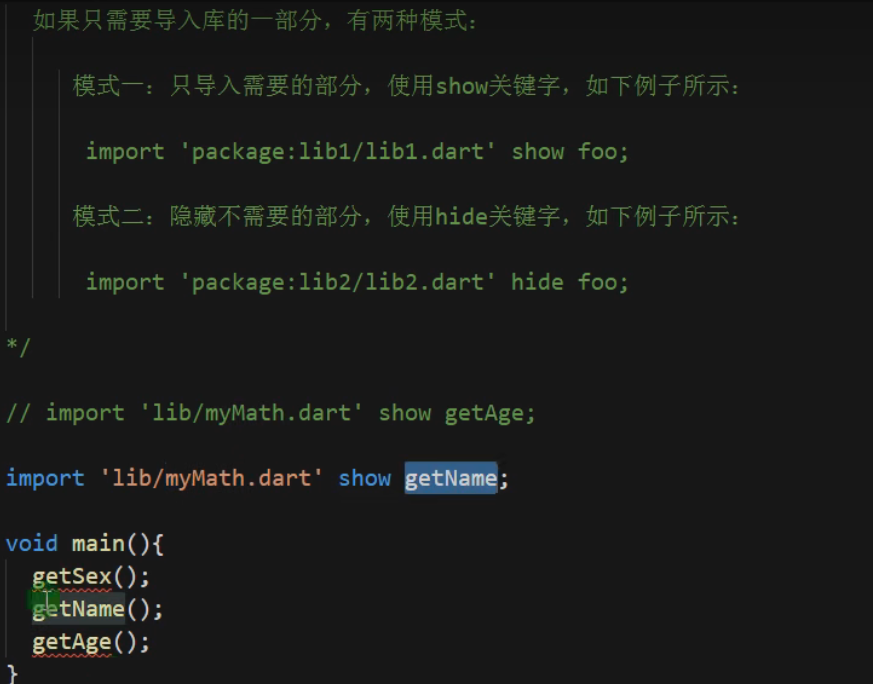 如果只需要导入库的一部分，有两种模式：
模式一：只导入需要的部分，使用show关键字，如下例子所示：
import 'package:lib1/lib1.dart' show foo;
模式二：隐藏不需要的部分，使用hide关键字，如下例子所示：
import 'package:lib2/lib2.dart' hide foo;
*/
// import 'lib/myMath.dart' show getAge;
import 'lib/myMath.dart' show getName;
void main(){
getSex();
getName();
getAge();
}